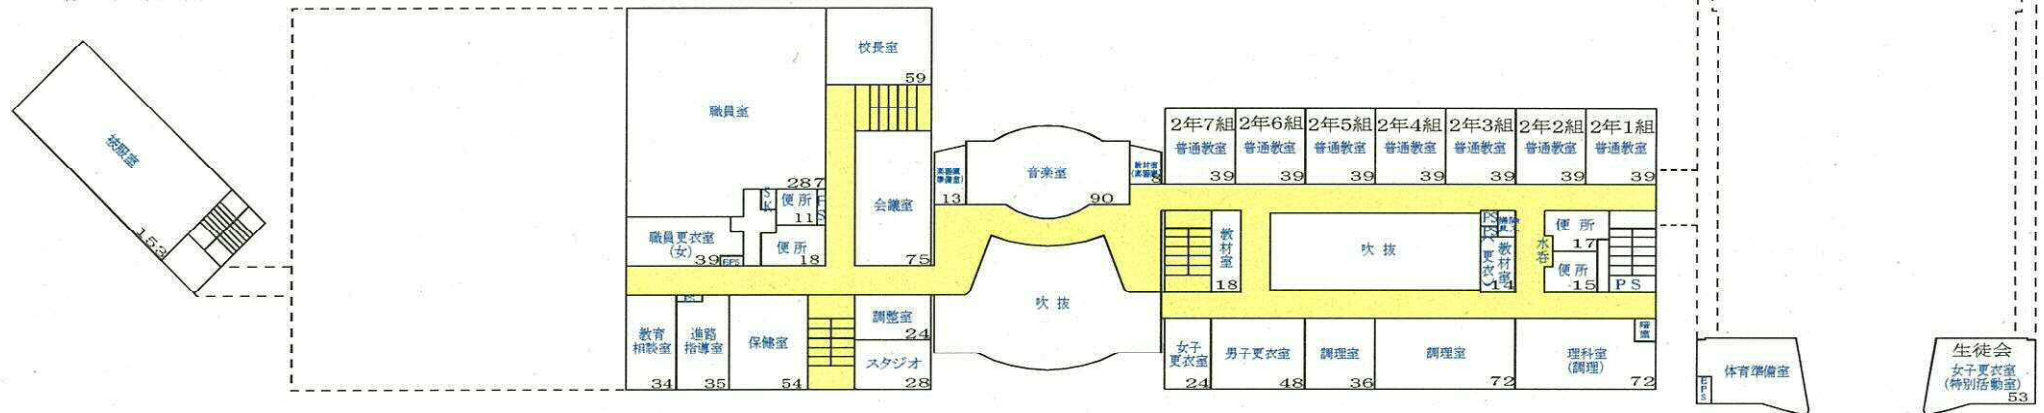 被服室
153
職員室
287
校長室
59
会議室
75
SK
便所
11
PS
便所
18
職員更衣室
(女)
39
EPS
教育
相談室
34
進路
指導室
35
保健室
54
調整室
24
スタジオ
28
13
音楽室
90
8
吹抜
2年7組
普通教室
39
2年6組
普通教室
39
2年5組
普通教室
39
2年4組
普通教室
39
2年3組
普通教室
39
2年2組
普通教室
39
2年1組
普通教室
39
教材室
18
吹抜
PS
教材室
14
水呑
便所
17
便所
15
PS
女子
更衣室
24
男子更衣室
48
調理室
36
調理室
72
理科室
(調理)
72
体育準備室
EPS
生徒会
女子更衣室
(特別活動室)
53